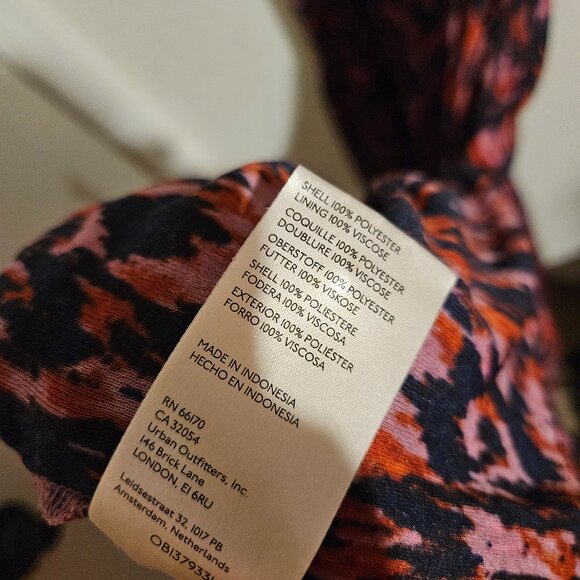 SHELL 100% POLYESTER
LINING 100% VISCOSE
COQUILLE 100% POLYESTER
DOUBLURE 100% VISCOSE
OBERSTOFF 100% POLYESTER
FUTTER 100% VISKOSE
SHELL 100% POLIESTERE
FODERA 100% VISCOSA
EXTERIOR 100% POLIÉSTER
FORRO 100% VISCOSA
MADE IN INDONESIA
HECHO EN INDONESIA
RN 66170
CA 32054
Urban Outfitters, Inc.
146 Brick Lane
LONDON, E1 6RU
Leidsestraat 32, 1017 PB
Amsterdam, Netherlands